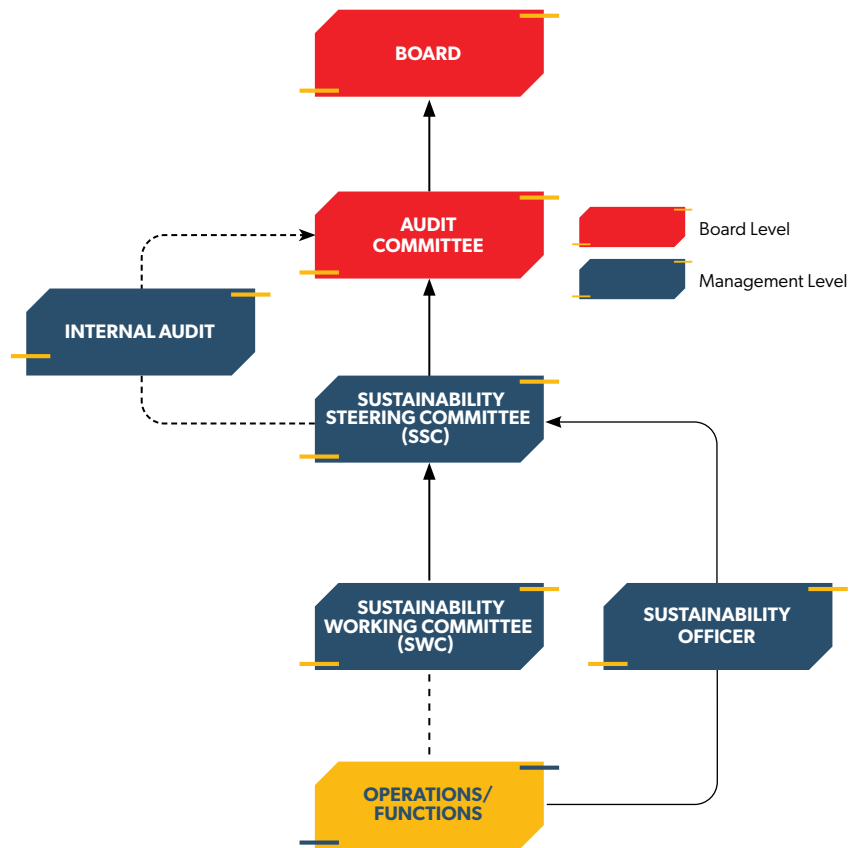 BOARD
AUDIT
COMMITTEE
Board Level
Management Level
INTERNAL AUDIT
SUSTAINABILITY
STEERING COMMITTEE
(SSC)
SUSTAINABILITY
WORKING COMMITTEE
(SWC)
SUSTAINABILITY
OFFICER
OPERATIONS/
FUNCTIONS